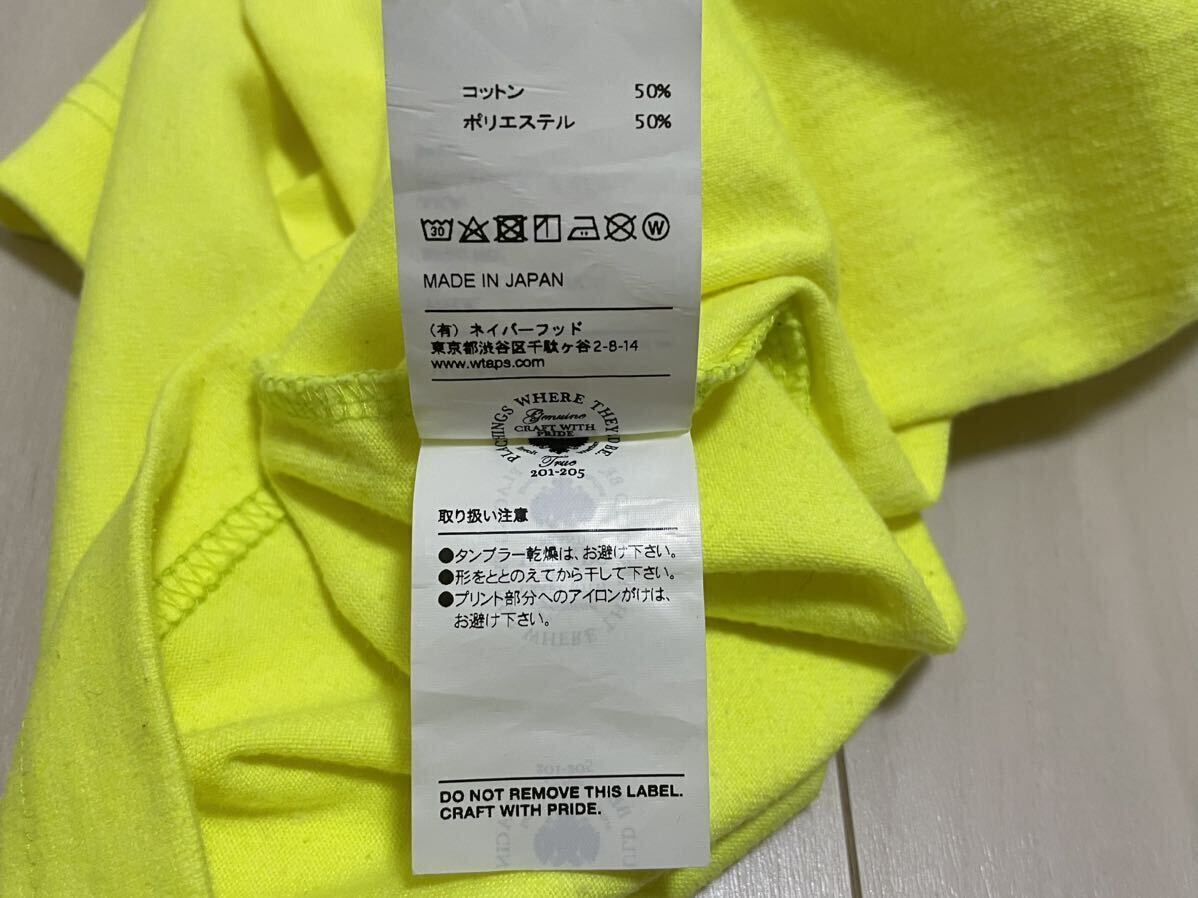 コットン 50%
ポリエステル 50%
30
W
MADE IN JAPAN
(有) ネイバーフッド
東京都渋谷区千駄ヶ谷2-8-14
www.wtaps.com
WHERE THEY
Genuine
CRAFT WITH
PRIDE
True
201-205
取り扱い注意
●タンブラー乾燥は、お避け下さい。
●形をととのえてから干して下さい。
●プリント部分へのアイロンがけは、
お避け下さい。
DO NOT REMOVE THIS LABEL.
CRAFT WITH PRIDE.